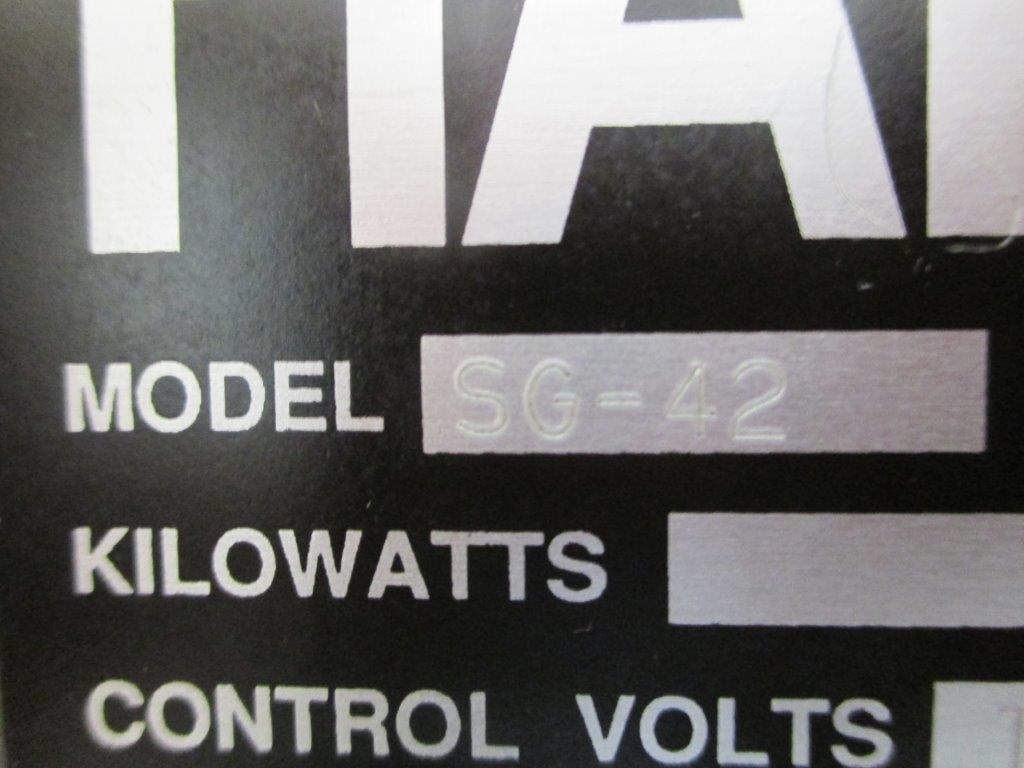 MODEL SG-42
KILOWATTS
CONTROL VOLTS